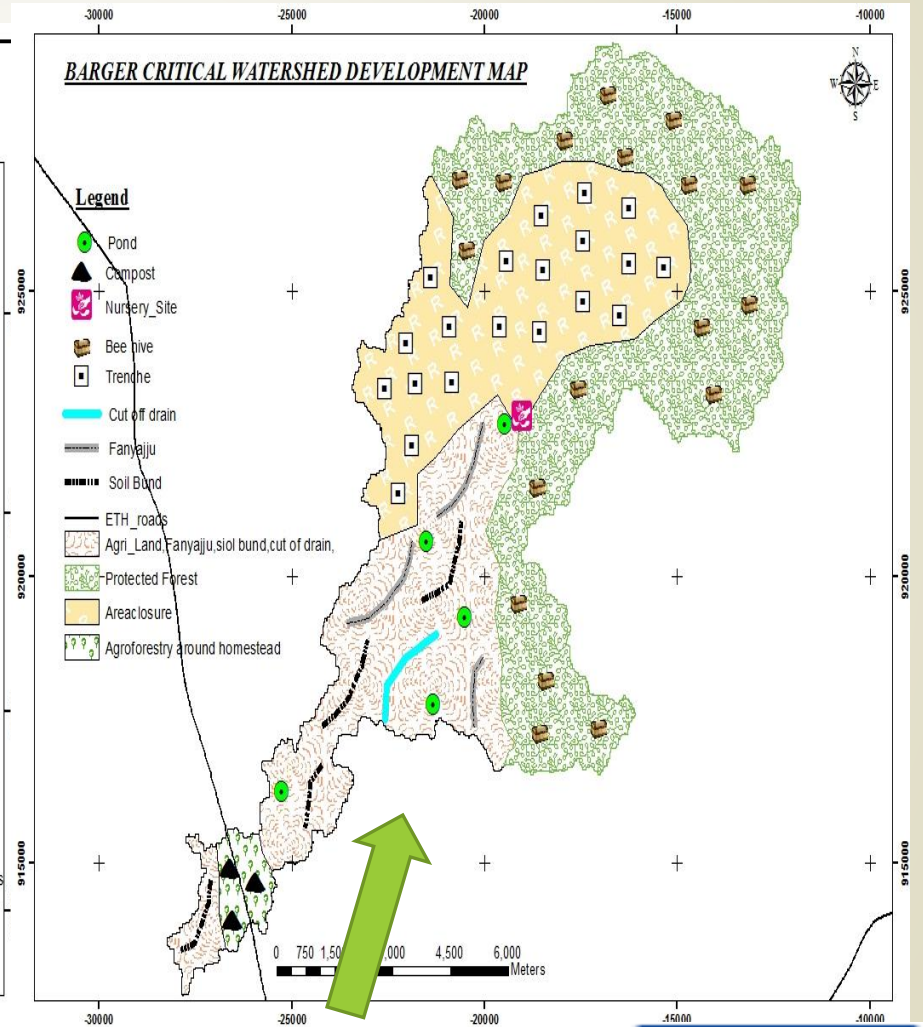 -30000 -25000 -20000 -15000 -10000
BARGER CRITICAL WATERSHED DEVELOPMENT MAP
N
W E
S
Legend
Pond
Compost
Nursery_Site
Bee hive
Trenche
Cut off drain
Fanyajju
Soil Bund
ETH_roads
Agri_Land,Fanyajju,siol bund,cut of drain,
Protected Forest
Areaclosure
Agroforestry around homestead
925000 925000
920000 920000
915000 915000
0 750 4,500 6,000
Meters
-30000 -25000 -20000 -15000 -10000